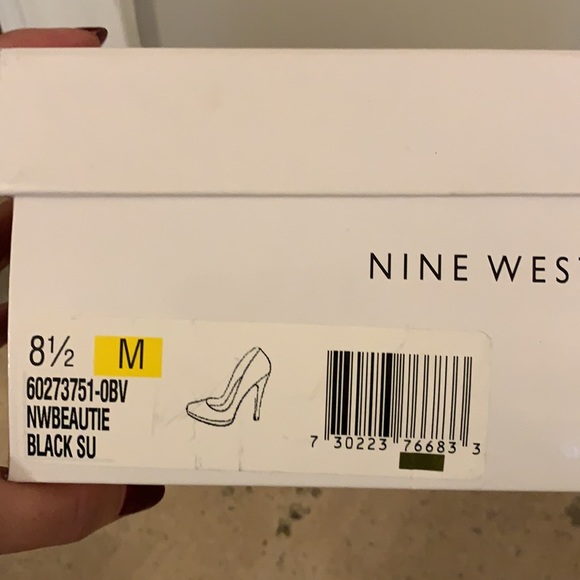 NINE WEST
8½ M
60273751-0BV
NWBEAUTIE
BLACK SU
7 30223 76683 3